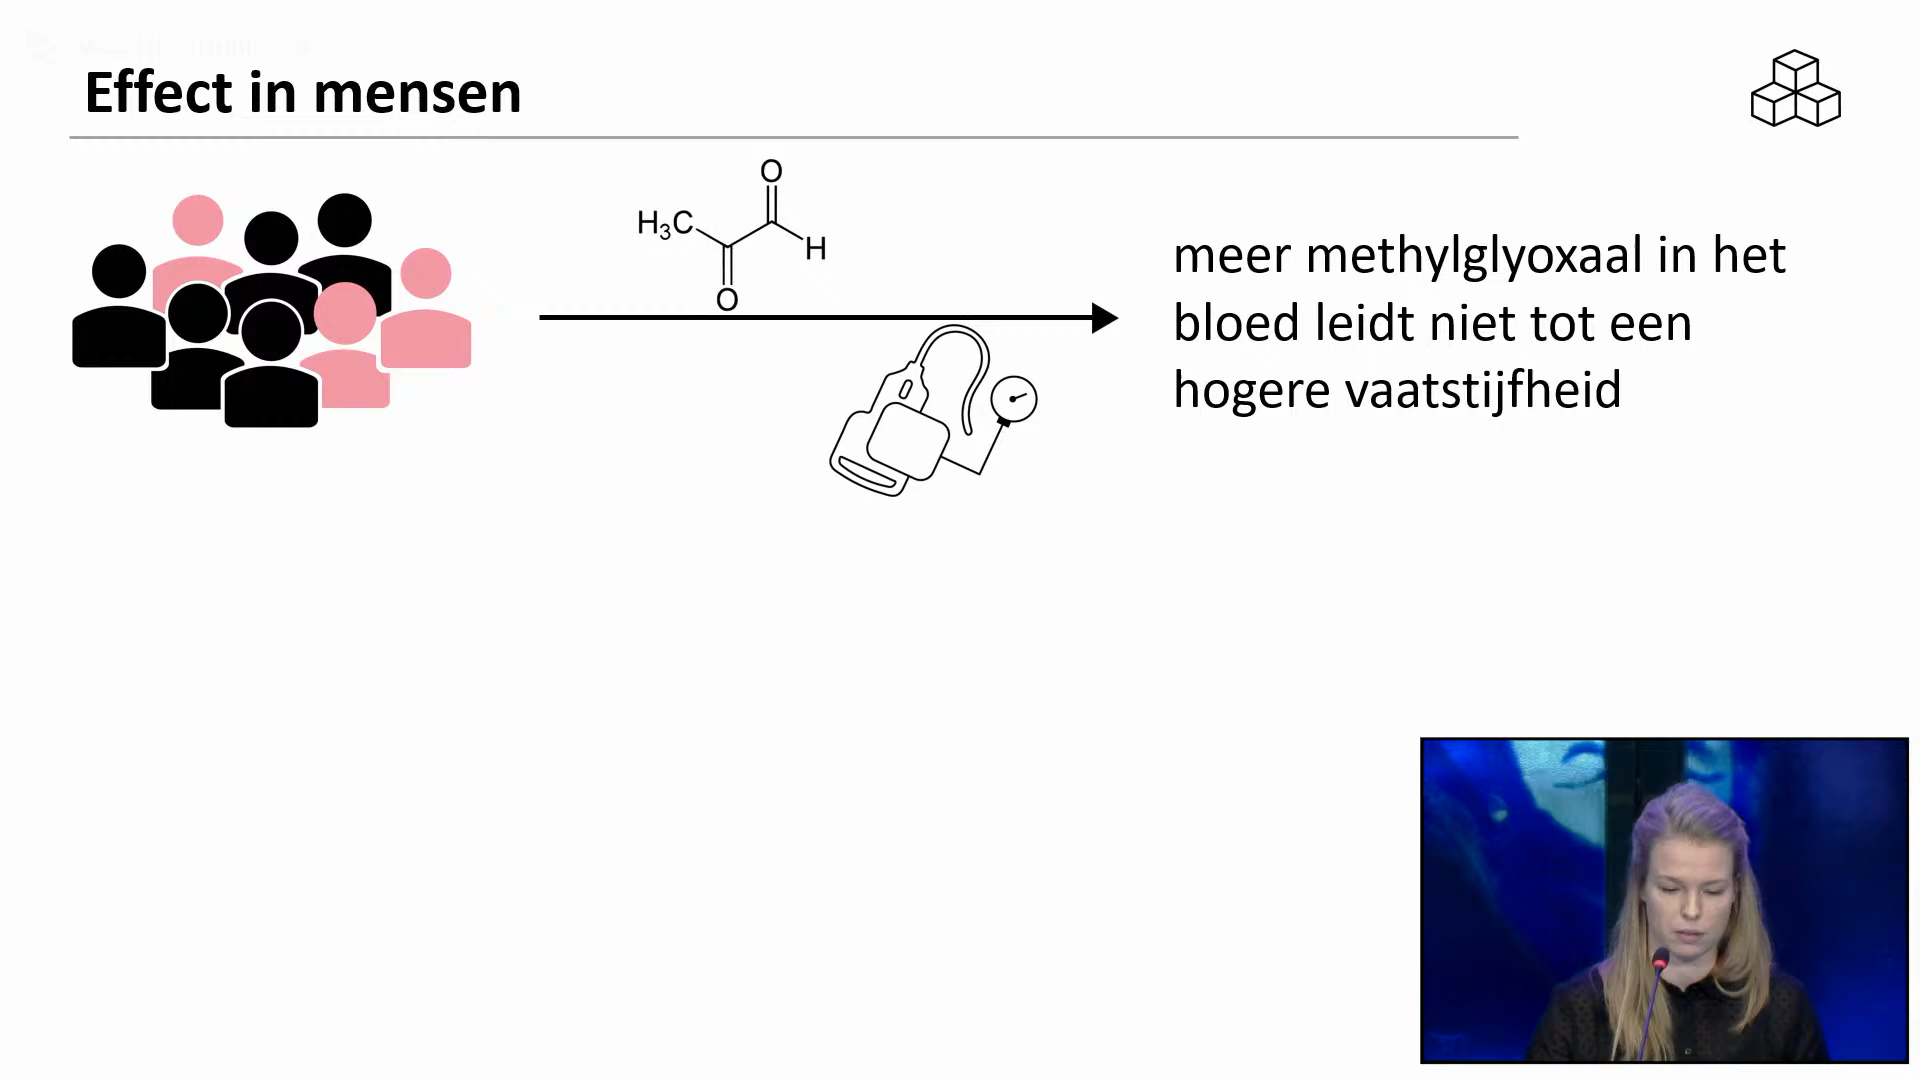 Effect in mensen
O
H₃C
H
O
meer methylglyoxaal in het
bloed leidt niet tot een
hogere vaatstijfheid